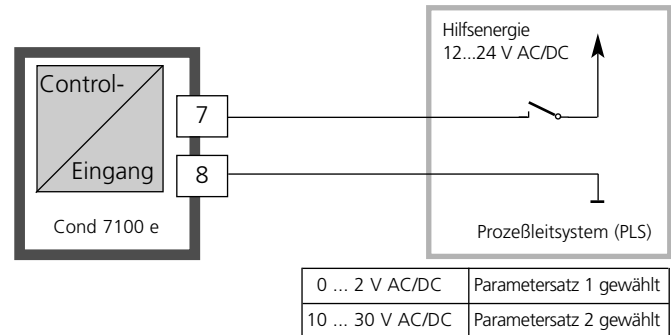 Hilfsenergie
12...24 V AC/DC
Control-
Eingang
7
8
Cond 7100 e
Prozeßleitsystem (PLS)
0 ... 2 V AC/DC Parametersatz 1 gewählt
10 ... 30 V AC/DC Parametersatz 2 gewählt